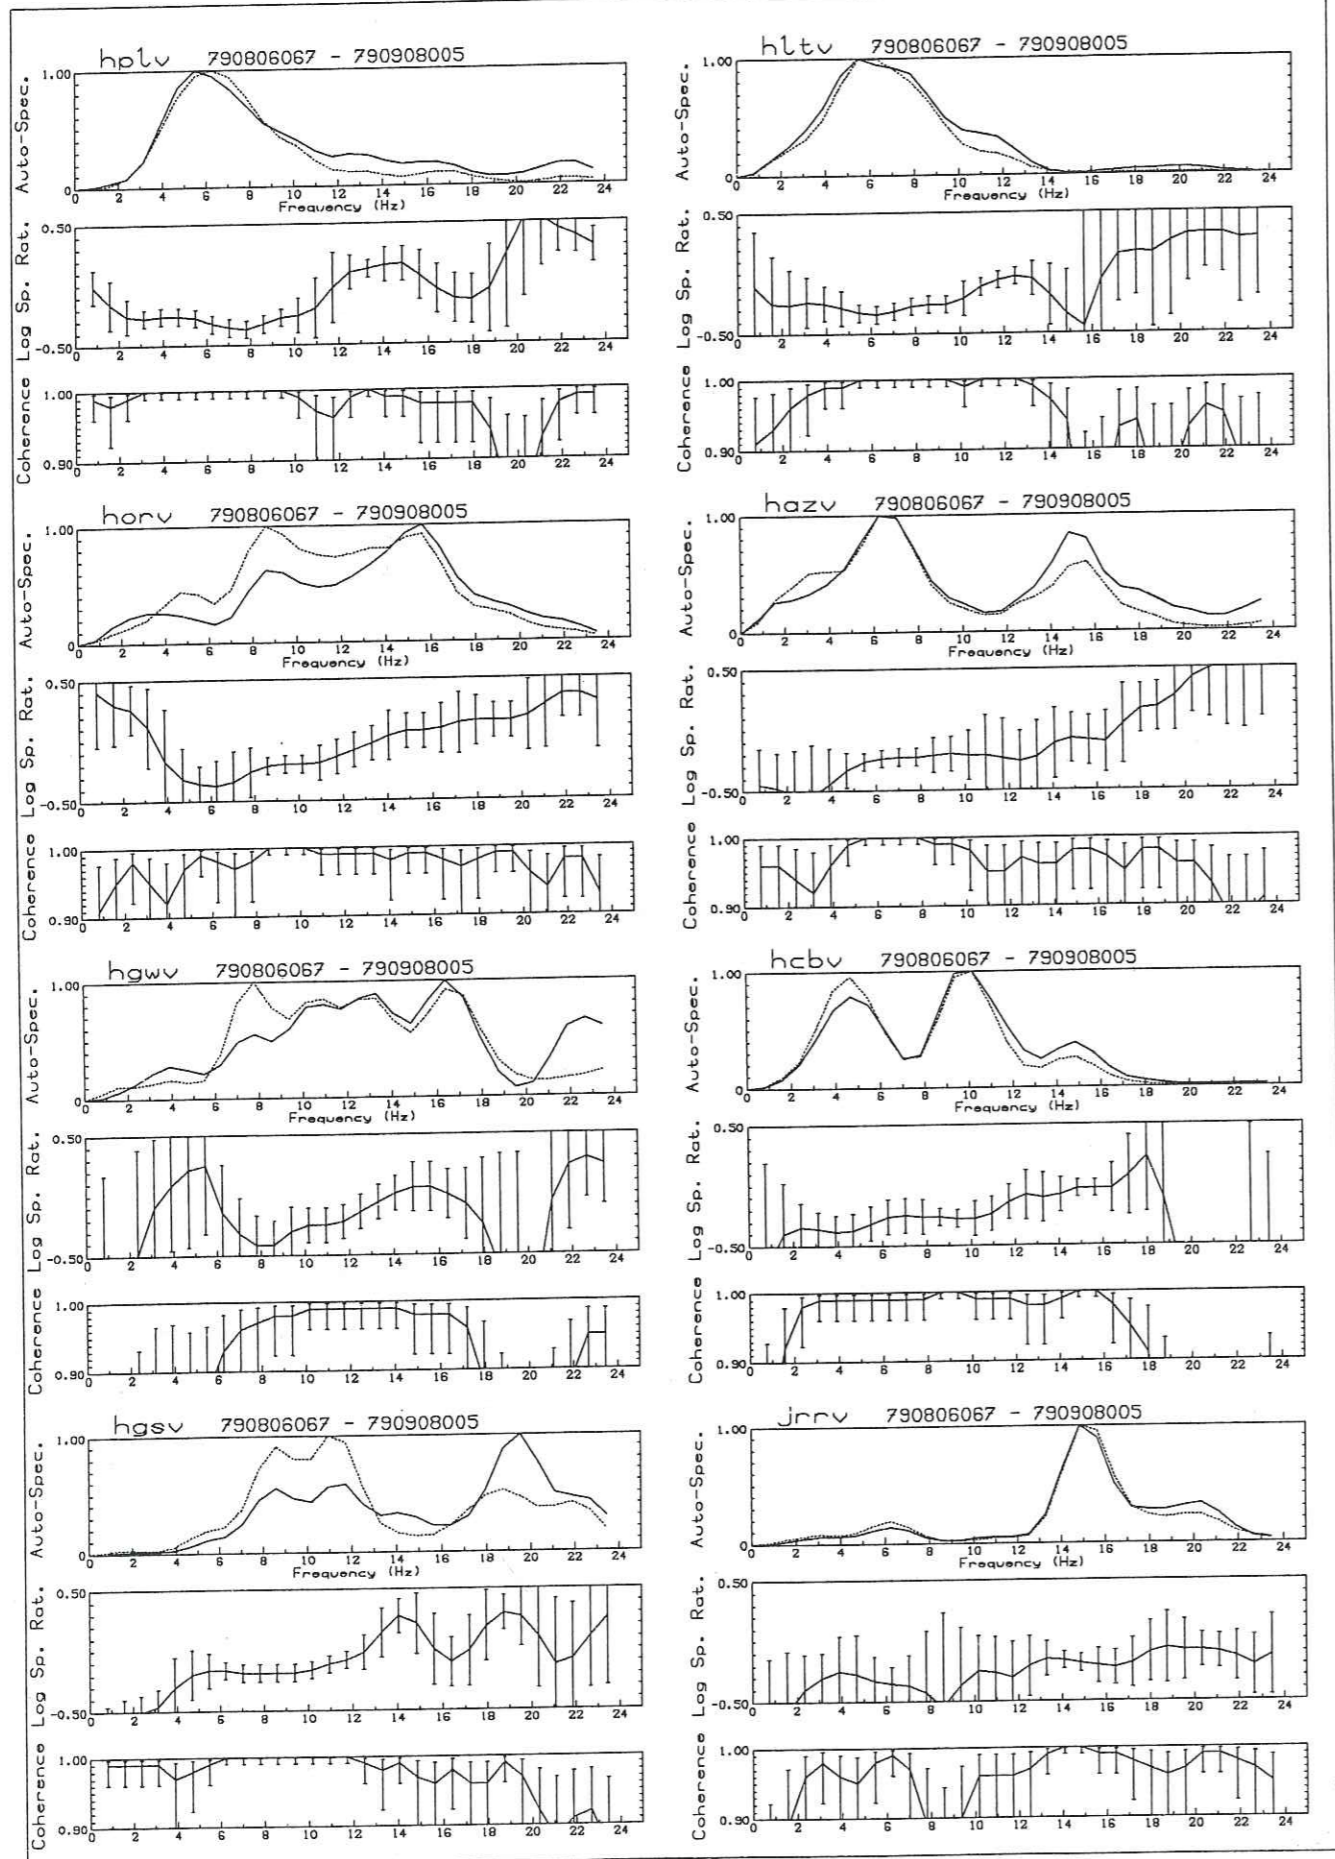 hplv 790806067 - 790908005
Auto-Spec.
1.00
0
0 2 4 6 8 10 12 14 16 18 20 22 24
Frequency (Hz)
Log Sp. Rat.
0.50
-0.50
0 2 4 6 8 10 12 14 16 18 20 22 24
Coherence
1.00
0.90
0 2 4 6 8 10 12 14 16 18 20 22 24
hltv 790806067 - 790908005
Auto-Spec.
1.00
0
0 2 4 6 8 10 12 14 16 18 20 22 24
Frequency (Hz)
Log Sp. Rat.
0.50
-0.50
0 2 4 6 8 10 12 14 16 18 20 22 24
Coherence
1.00
0.90
0 2 4 6 8 10 12 14 16 18 20 22 24
horv 790806067 - 790908005
Auto-Spec.
1.00
0
0 2 4 6 8 10 12 14 16 18 20 22 24
Frequency (Hz)
Log Sp. Rat.
0.50
-0.50
0 2 4 6 8 10 12 14 16 18 20 22 24
Coherence
1.00
0.90
0 2 4 6 8 10 12 14 16 18 20 22 24
hazv 790806067 - 790908005
Auto-Spec.
1.00
0
0 2 4 6 8 10 12 14 16 18 20 22 24
Frequency (Hz)
Log Sp. Rat.
0.50
-0.50
0 2 4 6 8 10 12 14 16 18 20 22 24
Coherence
1.00
0.90
0 2 4 6 8 10 12 14 16 18 20 22 24
hgwv 790806067 - 790908005
Auto-Spec.
1.00
0
0 2 4 6 8 10 12 14 16 18 20 22 24
Frequency (Hz)
Log Sp. Rat.
0.50
-0.50
0 2 4 6 8 10 12 14 16 18 20 22 24
Coherence
1.00
0.90
0 2 4 6 8 10 12 14 16 18 20 22 24
hcbv 790806067 - 790908005
Auto-Spec.
1.00
0
0 2 4 6 8 10 12 14 16 18 20 22 24
Frequency (Hz)
Log Sp. Rat.
0.50
-0.50
0 2 4 6 8 10 12 14 16 18 20 22 24
Coherence
1.00
0.90
0 2 4 6 8 10 12 14 16 18 20 22 24
hgsv 790806067 - 790908005
Auto-Spec.
1.00
0
0 2 4 6 8 10 12 14 16 18 20 22 24
Frequency (Hz)
Log Sp. Rat.
0.50
-0.50
0 2 4 6 8 10 12 14 16 18 20 22 24
Coherence
1.00
0.90
0 2 4 6 8 10 12 14 16 18 20 22 24
jrrv 790806067 - 790908005
Auto-Spec.
1.00
0
0 2 4 6 8 10 12 14 16 18 20 22 24
Frequency (Hz)
Log Sp. Rat.
0.50
-0.50
0 2 4 6 8 10 12 14 16 18 20 22 24
Coherence
1.00
0.90
0 2 4 6 8 10 12 14 16 18 20 22 24